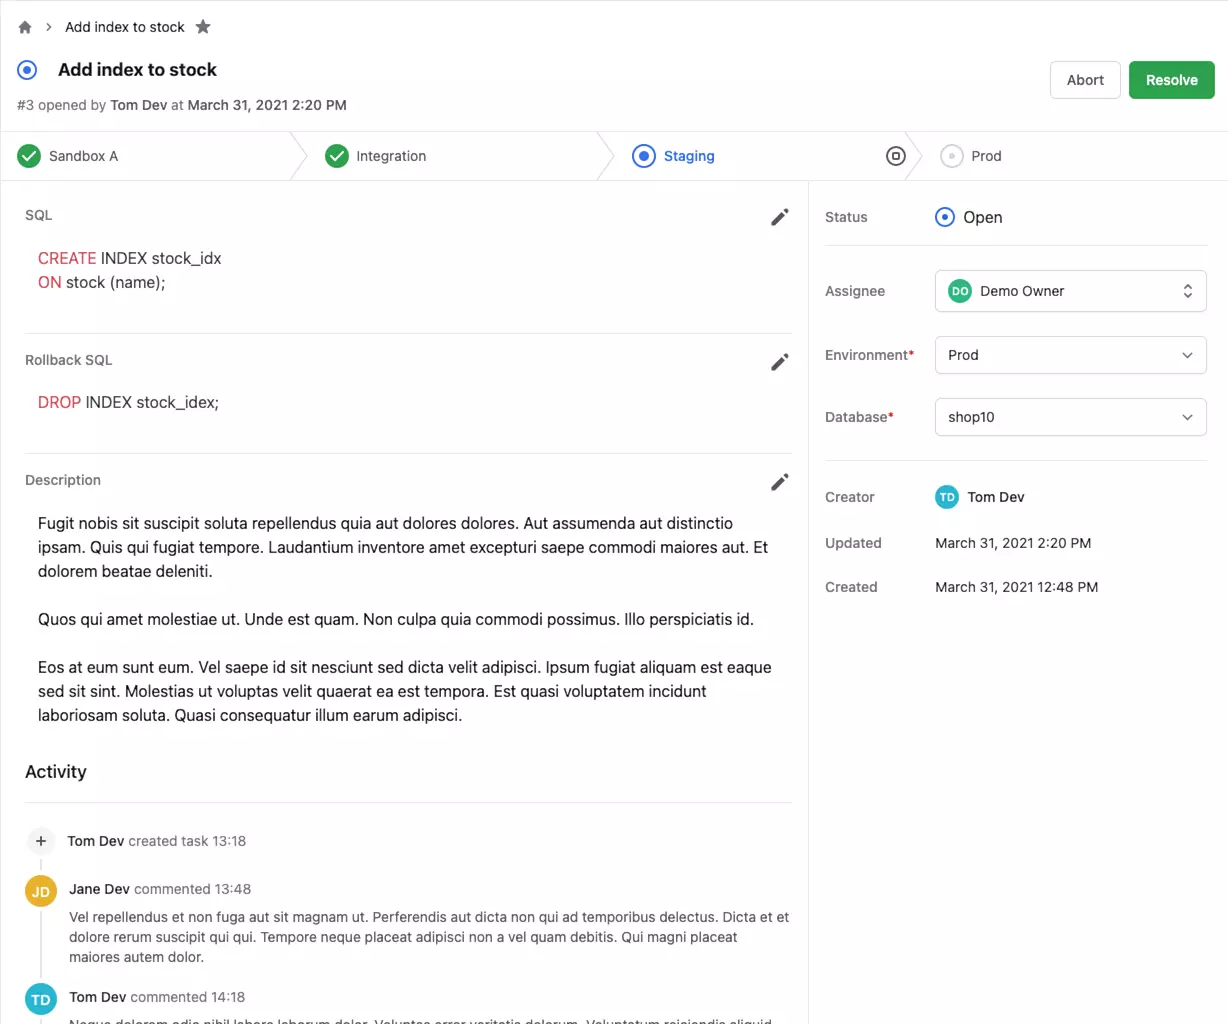 Add index to stock
Add index to stock
#3 opened by Tom Dev at March 31, 2021 2:20 PM
Abort
Resolve
Sandbox A
Integration
Staging
Prod
SQL
CREATE INDEX stock_idx
ON stock (name);
Rollback SQL
DROP INDEX stock_idex;
Description
Fugit nobis sit suscipit soluta repellendus quia aut dolores dolores. Aut assumenda aut distinctio
ipsam. Quis qui fugiat tempore. Laudantium inventore amet excepturi saepe commodi maiores aut. Et
dolorem beatae deleniti.
Quos qui amet molestiae ut. Unde est quam. Non culpa quia commodi possimus. Illo perspiciatis id.
Eos at eum sunt eum. Vel saepe id sit nesciunt sed dicta velit adipisci. Ipsum fugiat aliquam est eaque
sed sit sint. Molestias ut voluptas velit quaerat ea est tempora. Est quasi voluptatem incidunt
laboriosam soluta. Quasi consequatur illum earum adipisci.
Activity
Tom Dev created task 13:18
JD Jane Dev commented 13:48
Vel repellendus et non fuga aut sit magnam ut. Perferendis aut dicta non qui ad temporibus delectus. Dicta et et
dolore rerum suscipit qui qui. Tempore neque placeat adipisci non a vel quam debitis. Qui magni placeat
maiores autem dolor.
TD Tom Dev commented 14:18
Status Open
Assignee DO Demo Owner
Environment* Prod
Database* shop10
Creator TD Tom Dev
Updated March 31, 2021 2:20 PM
Created March 31, 2021 12:48 PM